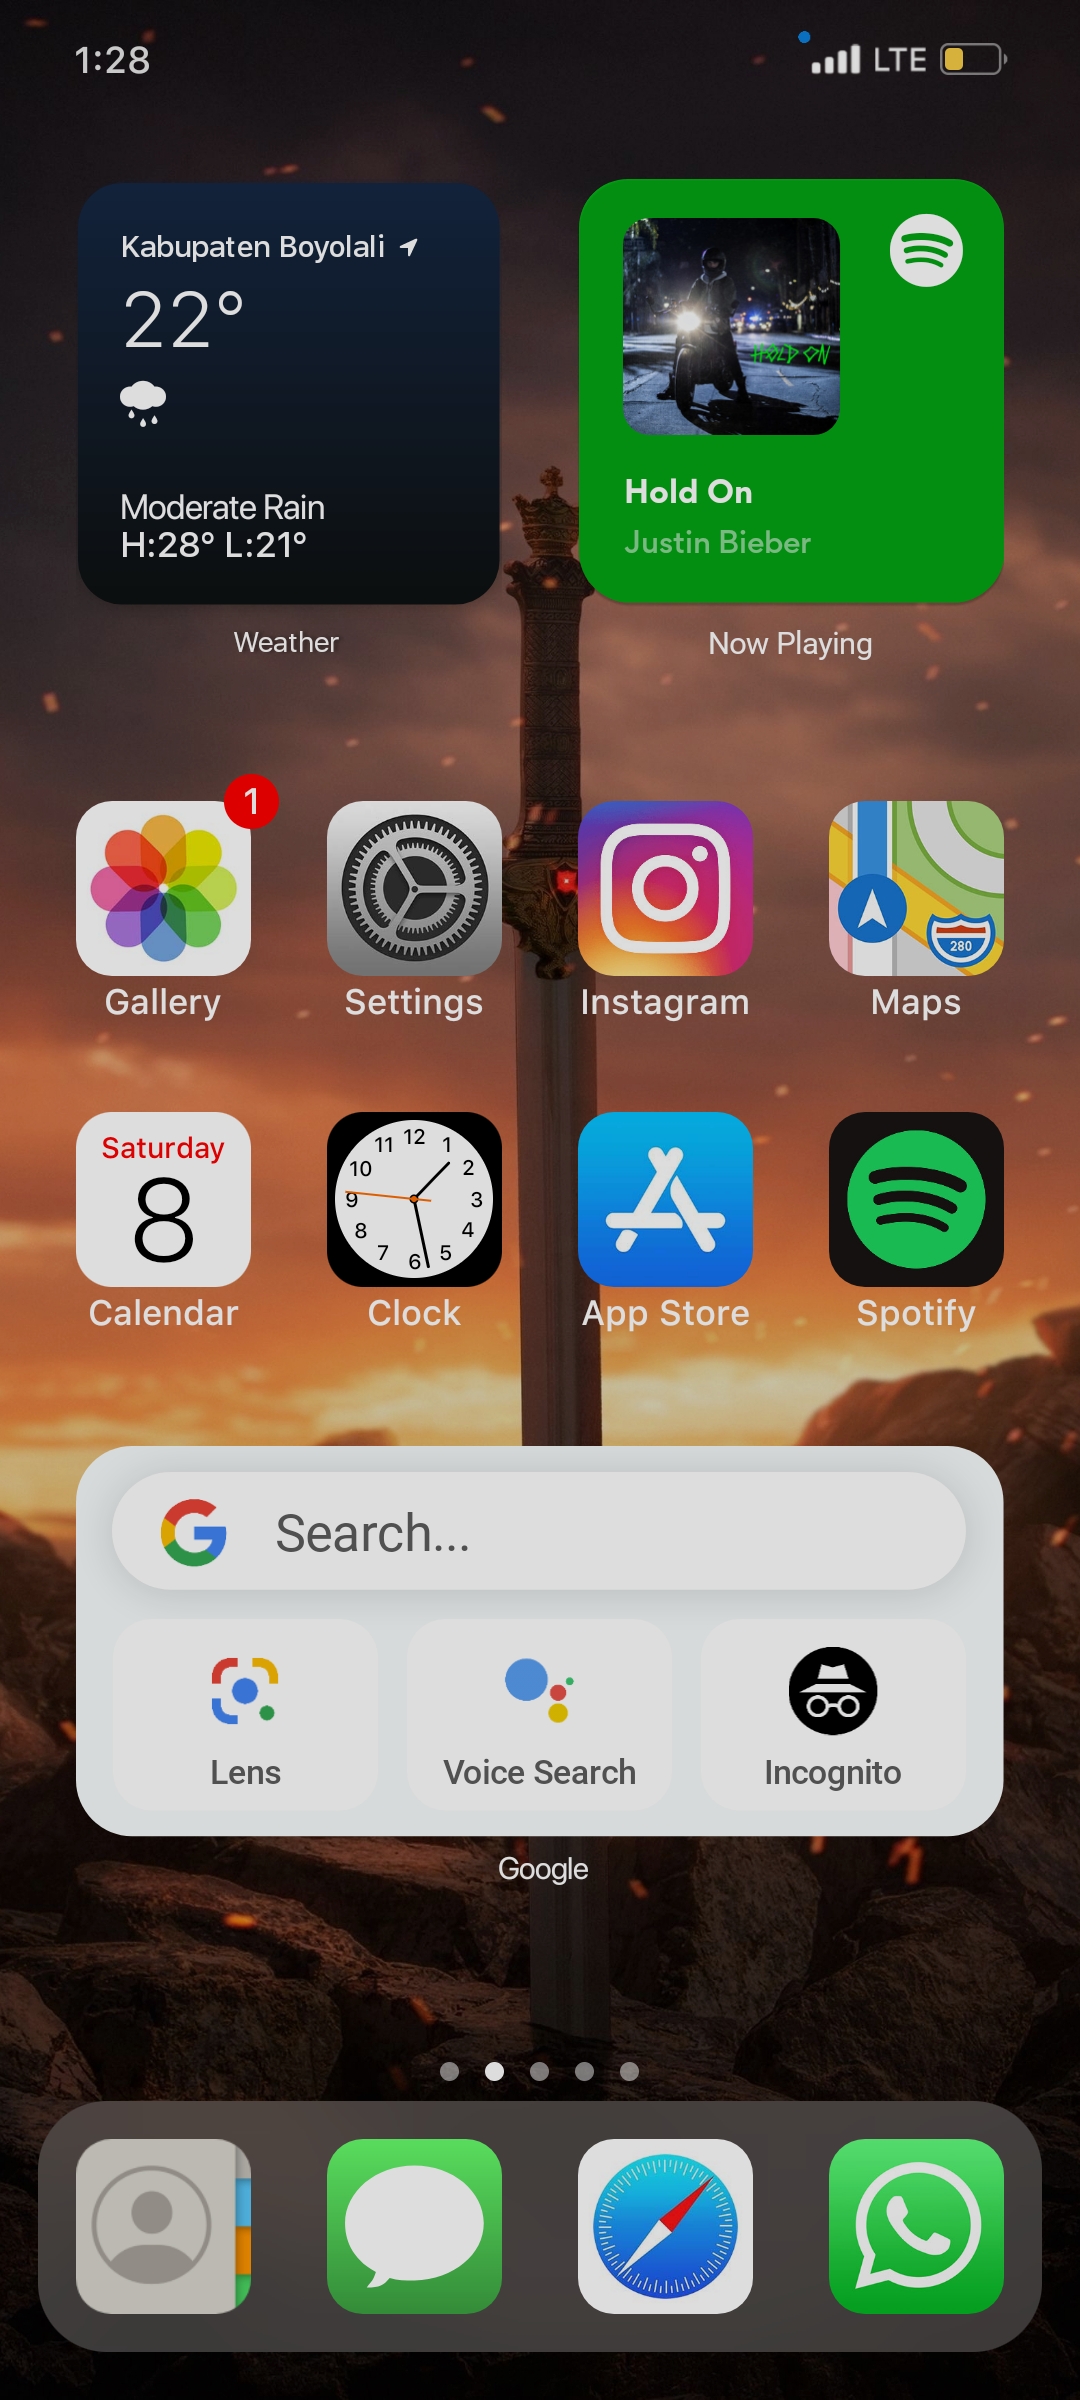 1:28
LTE
Kabupaten Boyolali
22°
Moderate Rain
H:28° L:21°
Weather
HOLD ON
Hold On
Justin Bieber
Now Playing
1
Gallery
Settings
Instagram
280
Maps
Saturday
8
Calendar
12
1
2
3
4
5
6
7
8
9
10
11
Clock
App Store
Spotify
Search...
Lens
Voice Search
Incognito
Google